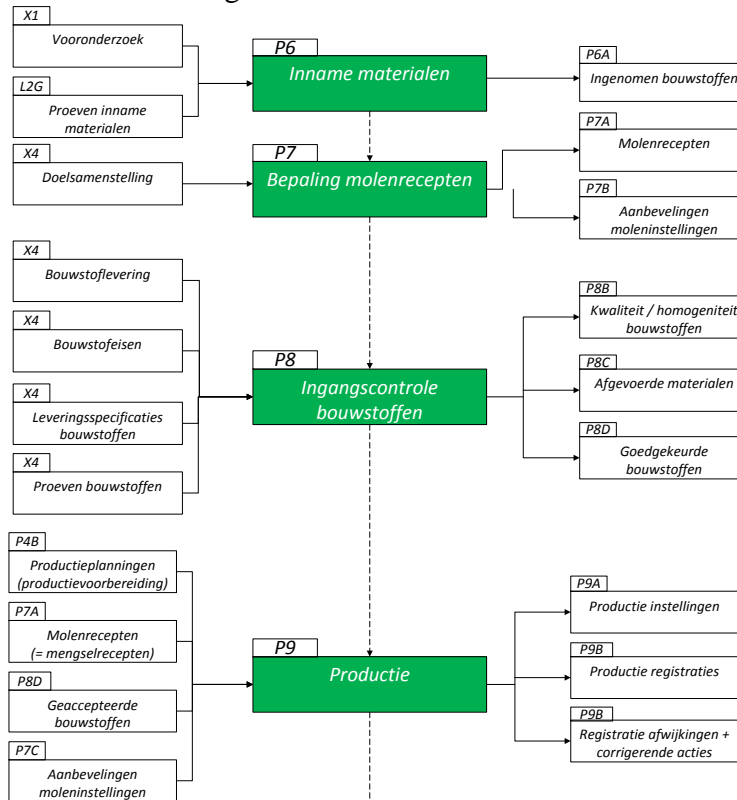 X1
Vooronderzoek
L2G
Proeven inname
materialen
P6
Inname materialen
P6A
Ingenomen bouwstoffen
X4
Doelsamenstelling
P7
Bepaling molenrecepten
P7A
Molenrecepten
P7B
Aanbevelingen
moleninstellingen
X4
Bouwstoflevering
X4
Bouwstofeisen
X4
Leveringsspecificaties
bouwstoffen
X4
Proeven bouwstoffen
P8
Ingangscontrole
bouwstoffen
P8B
Kwaliteit / homogeniteit
bouwstoffen
P8C
Afgevoerde materialen
P8D
Goedgekeurde
bouwstoffen
P4B
Productieplanningen
(productievoorbereiding)
P7A
Molenrecepten
(= mengselrecepten)
P8D
Geaccepteerde
bouwstoffen
P7C
Aanbevelingen
moleninstellingen
P9
Productie
P9A
Productie instellingen
P9B
Productie registraties
P9B
Registratie afwijkingen +
corrigerende acties